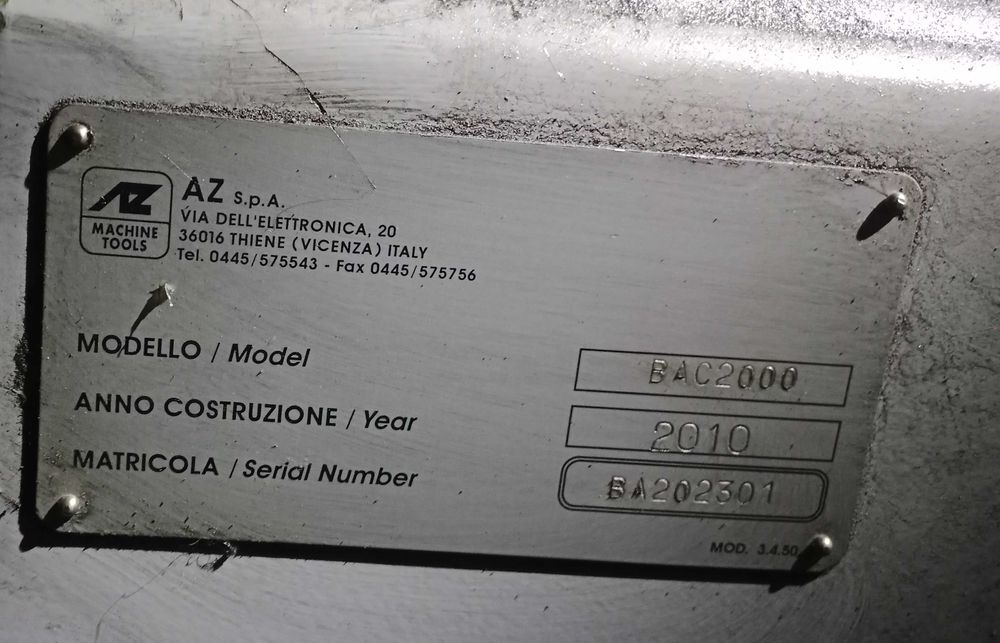 AZ
MACHINE
TOOLS
AZ S.p.A.
VIA DELL'ELETTRONICA, 20
36016 THIENE (VICENZA) ITALY
Tel. 0445/575543 - Fax 0445/575756
MODELLO / Model BAC2000
ANNO COSTRUZIONE / Year 2010
MATRICOLA / Serial Number BA202301
MOD. 3.4.50